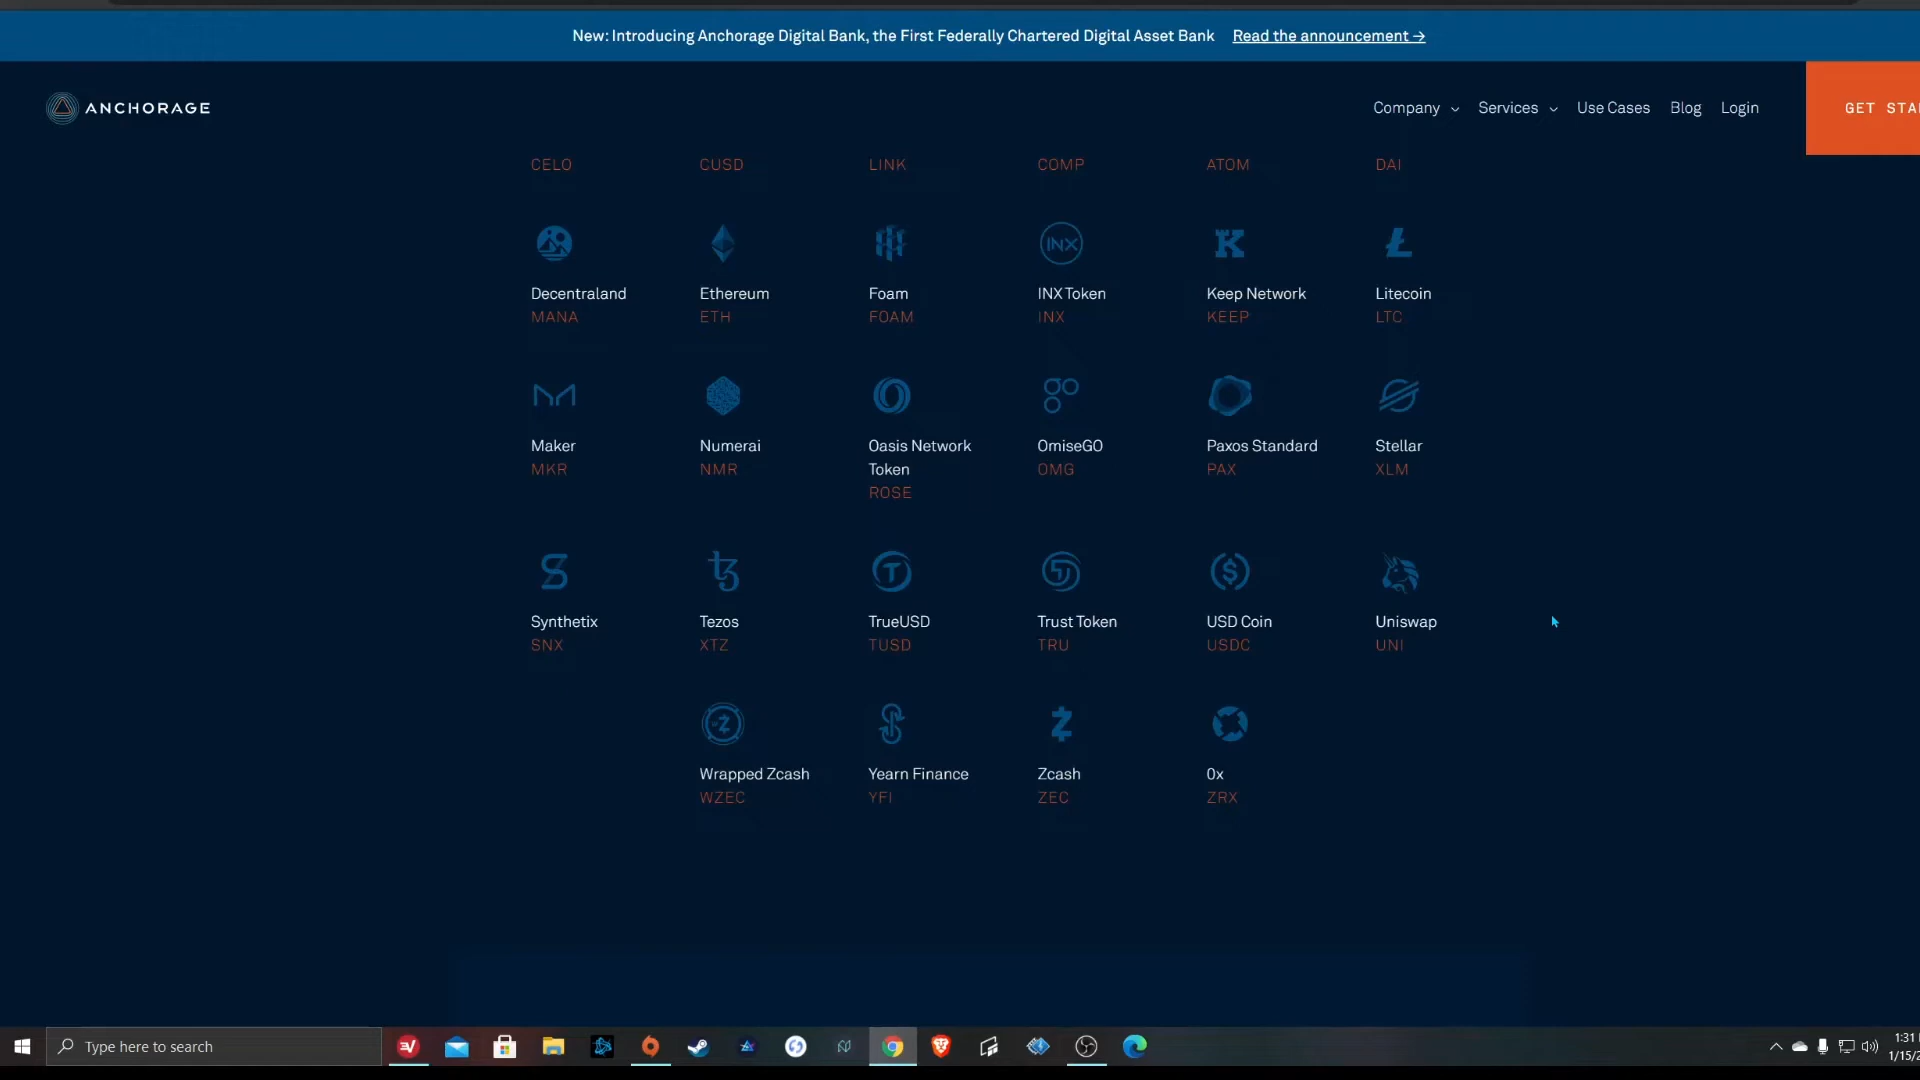 New: Introducing Anchorage Digital Bank, the First Federally Chartered Digital Asset Bank Read the announcement →
ANCHORAGE
Company Services Use Cases Blog Login
GET STA
CELO CUSD LINK COMP ATOM DAI
INX
Decentraland Ethereum Foam INX Token Keep Network Litecoin
MANA ETH FOAM INX KEEP LTC
Maker Numerai Oasis Network OmiseGO Paxos Standard Stellar
MKR NMR Token OMG PAX XLM
ROSE
Synthetix Tezos TrueUSD Trust Token USD Coin Uniswap
SNX XTZ TUSD TRU USDC UNI
Wrapped Zcash Yearn Finance Zcash 0x
WZEC YFI ZEC ZRX
Type here to search
1:31
1/15/2